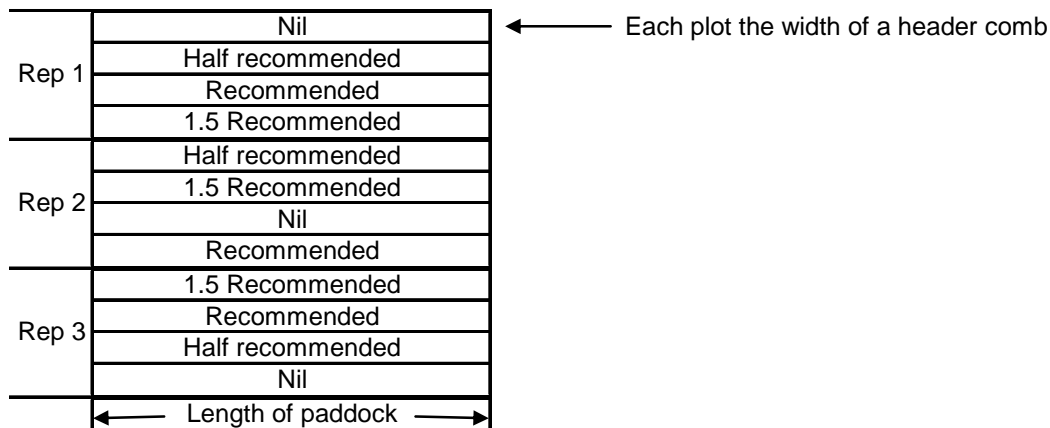 Nil
Each plot the width of a header comb
Rep 1
Half recommended
Recommended
1.5 Recommended
Rep 2
Half recommended
1.5 Recommended
Nil
Recommended
Rep 3
1.5 Recommended
Recommended
Half recommended
Nil
Length of paddock